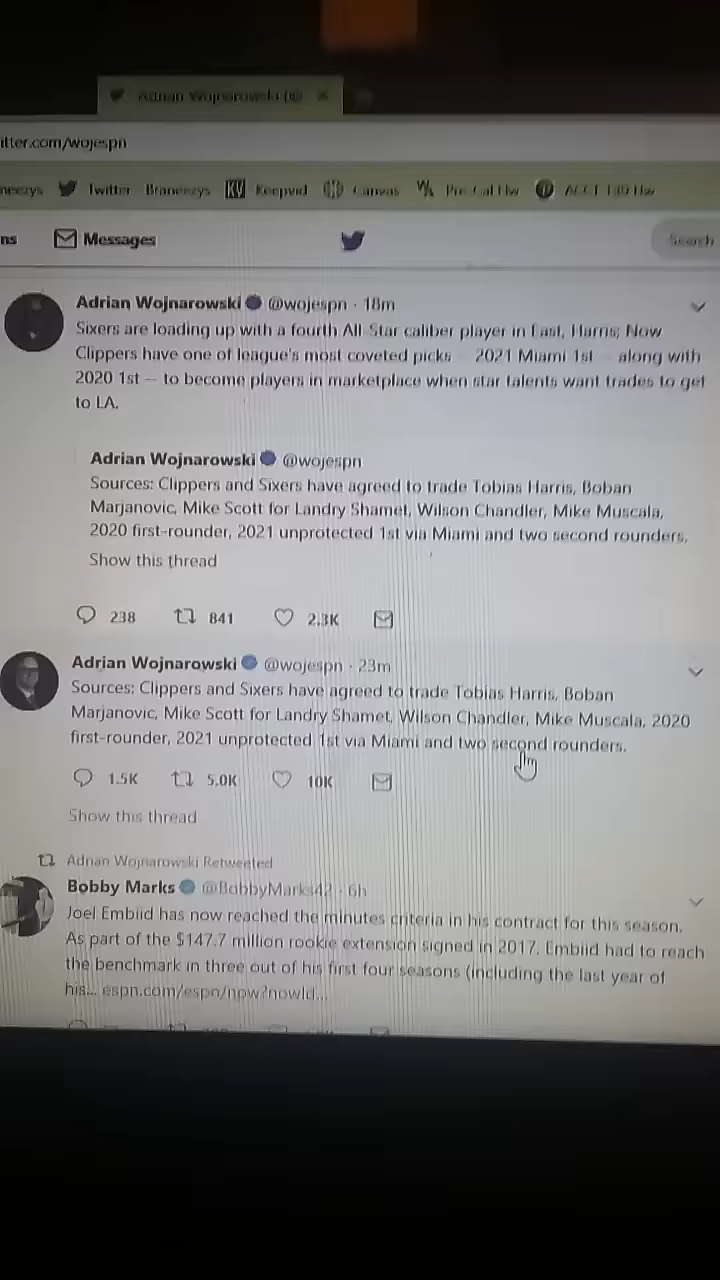 Adrian Wojnarowski (@ ×
itter.com/wojespn
neezys Twitter Braneezys KV Keepvid Canvas Pre Cal Hw
ns Messages Search
Adrian Wojnarowski @wojespn · 18m
Sixers are loading up with a fourth All-Star caliber player in East, Harris; Now
Clippers have one of league's most coveted picks — 2021 Miami 1st — along with
2020 1st — to become players in marketplace when star talents want trades to get
to LA.
Adrian Wojnarowski @wojespn
Sources: Clippers and Sixers have agreed to trade Tobias Harris, Boban
Marjanovic, Mike Scott for Landry Shamet, Wilson Chandler, Mike Muscala,
2020 first-rounder, 2021 unprotected 1st via Miami and two second rounders.
Show this thread
238 841 2.3K
Adrian Wojnarowski @wojespn · 23m
Sources: Clippers and Sixers have agreed to trade Tobias Harris, Boban
Marjanovic, Mike Scott for Landry Shamet, Wilson Chandler, Mike Muscala, 2020
first-rounder, 2021 unprotected 1st via Miami and two second rounders.
1.5K 5.0K 10K
Show this thread
Adrian Wojnarowski Retweeted
Bobby Marks @BobbyMarks42 · 6h
Joel Embiid has now reached the minutes criteria in his contract for this season.
As part of the $147.7 million rookie extension signed in 2017, Embiid had to reach
the benchmark in three out of his first four seasons (including the last year of
his... espn.com/espn/now?nowId...